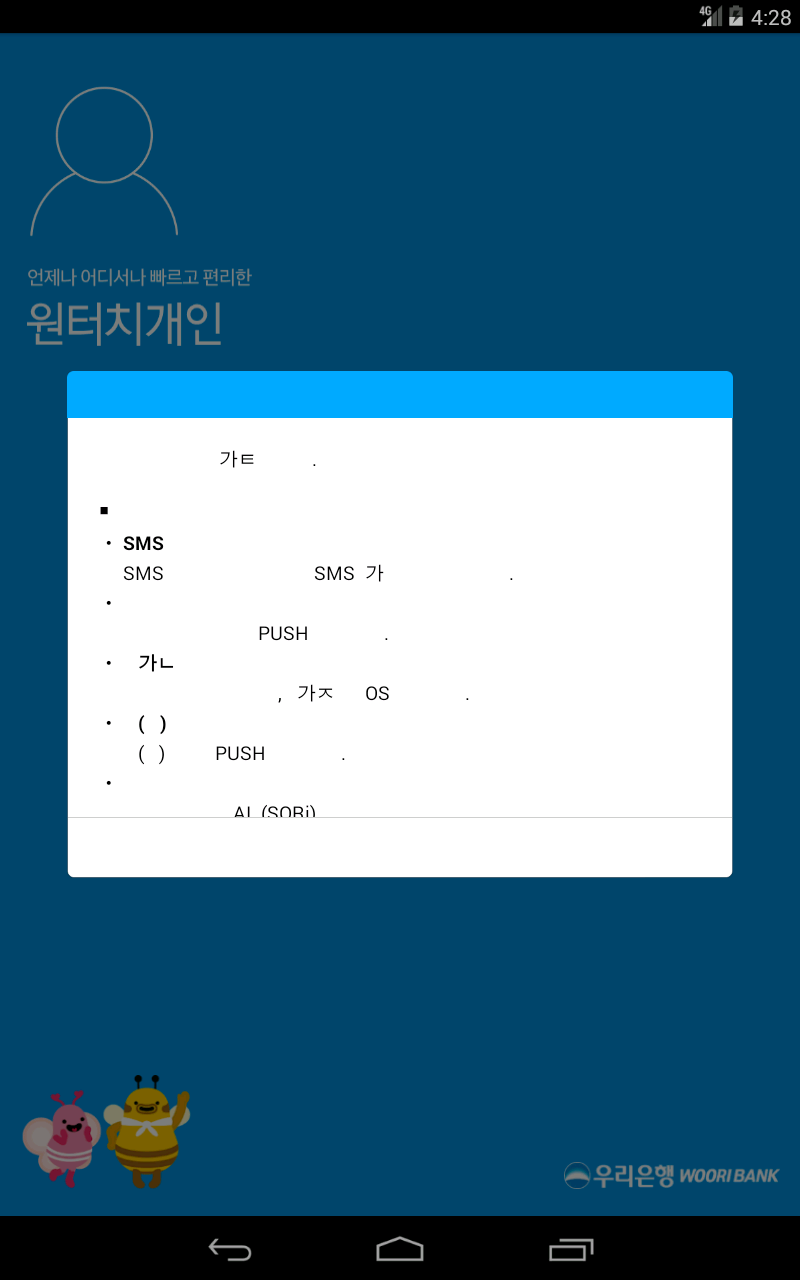 4G 4:28
언제나 어디서나 빠르고 편리한
원터치개인
가ㅌ .
■
• SMS
SMS SMS 가 .
•
PUSH .
• 가ㄴ
, 가ㅈ OS .
• ( )
( ) PUSH .
•
AI (SORi)
우리은행 WOORI BANK